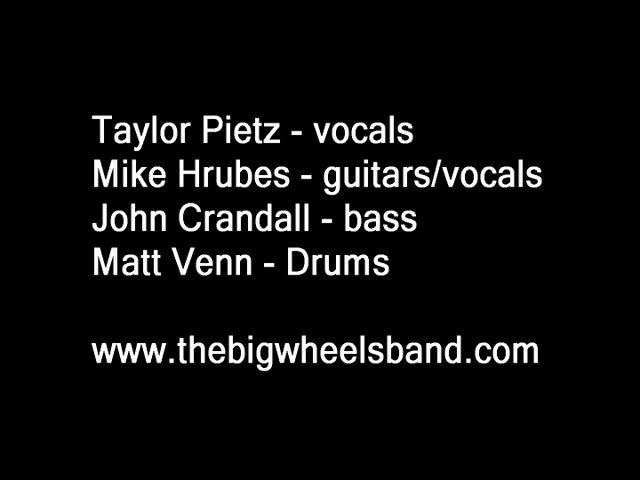 Taylor Pietz - vocals
Mike Hrubes - guitars/vocals
John Crandall - bass
Matt Venn - Drums
www.thebigwheelsband.com